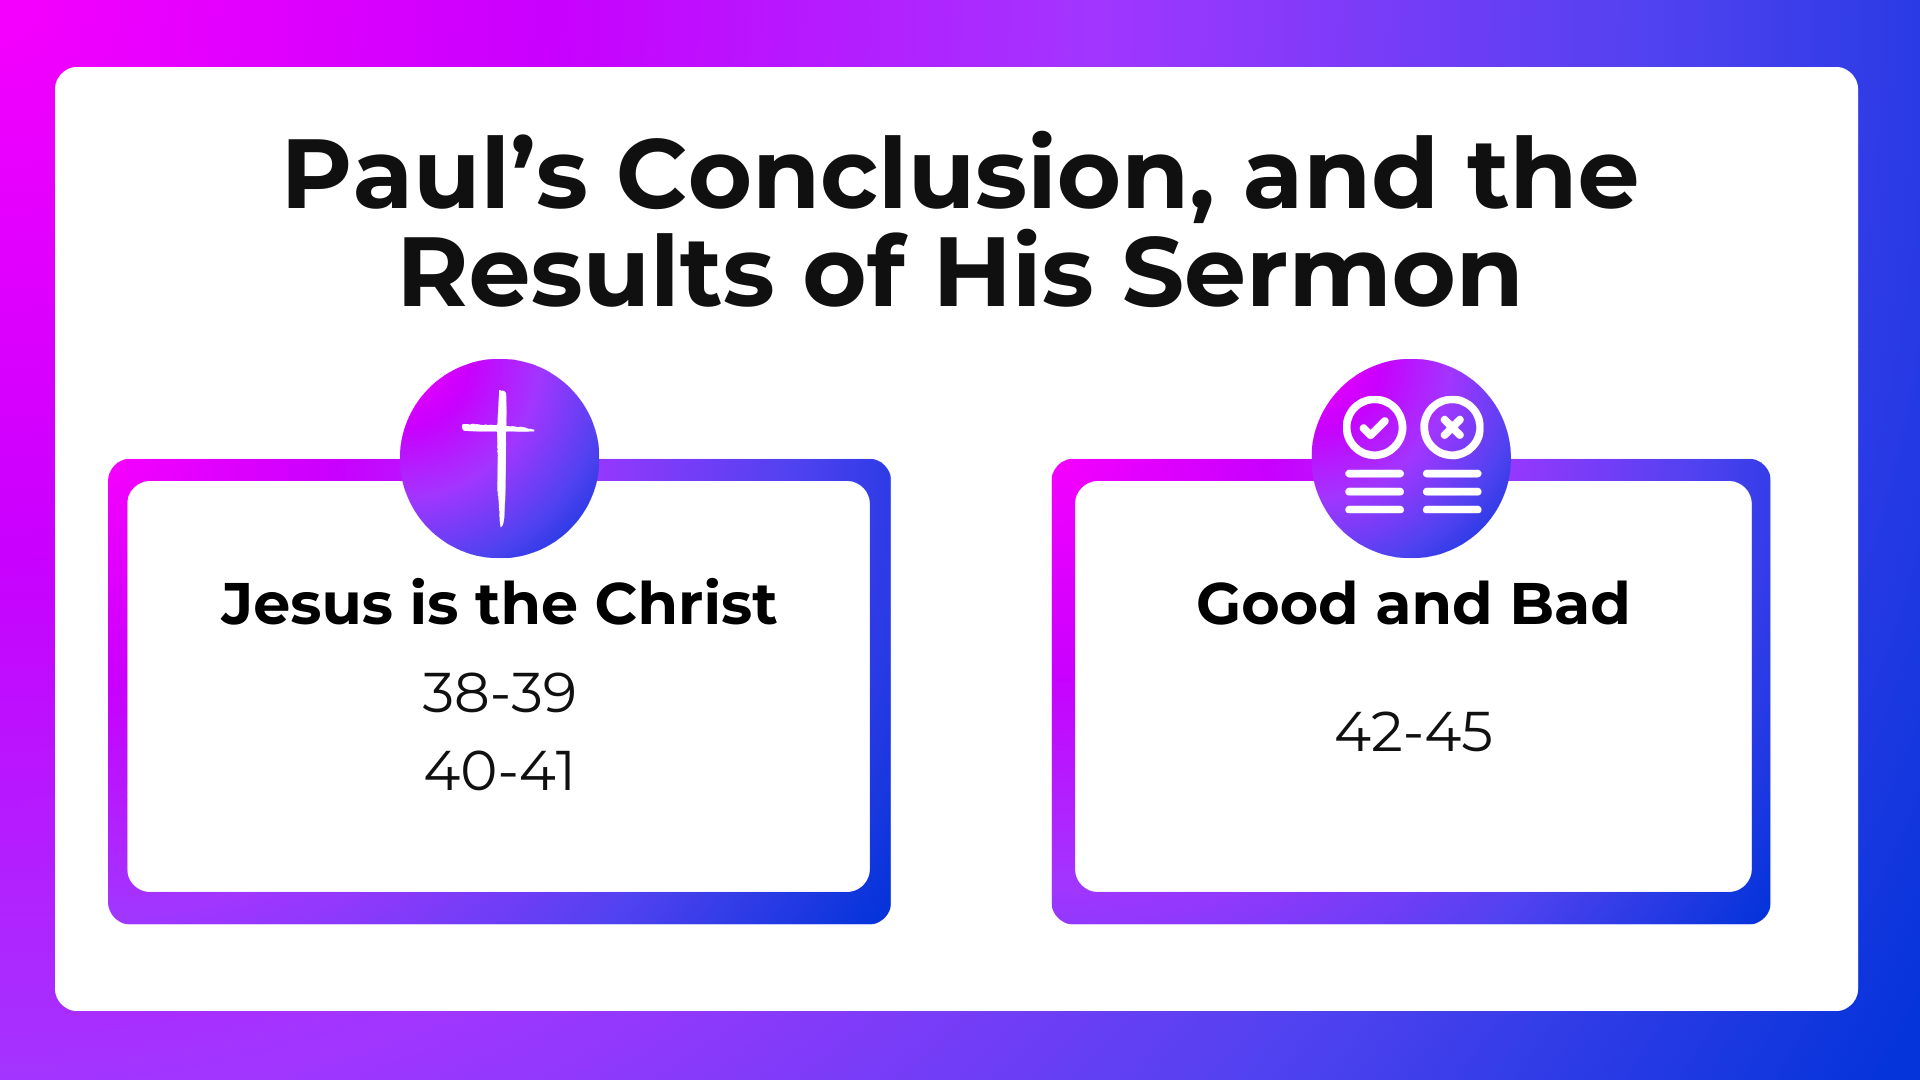 Paul’s Conclusion, and the
Results of His Sermon
Jesus is the Christ
38-39
40-41
Good and Bad
42-45